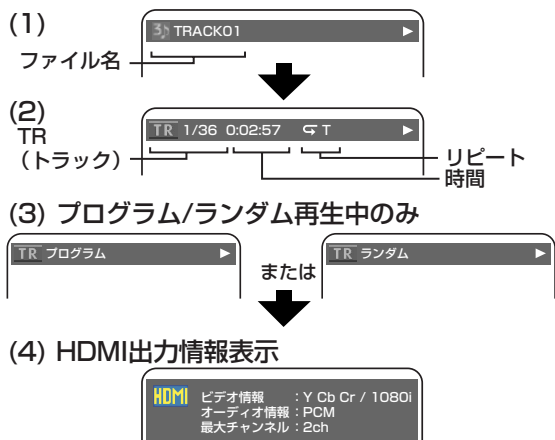 (1)
TRACK01
ファイル名
(2)
TR
(トラック)
TR 1/36 0:02:57 T
リピート
時間
(3) プログラム/ランダム再生中のみ
TR プログラム
または
TR ランダム
(4) HDMI出力情報表示
HDMI ビデオ情報 : Y Cb Cr / 1080i
オーディオ情報 : PCM
最大チャンネル : 2ch